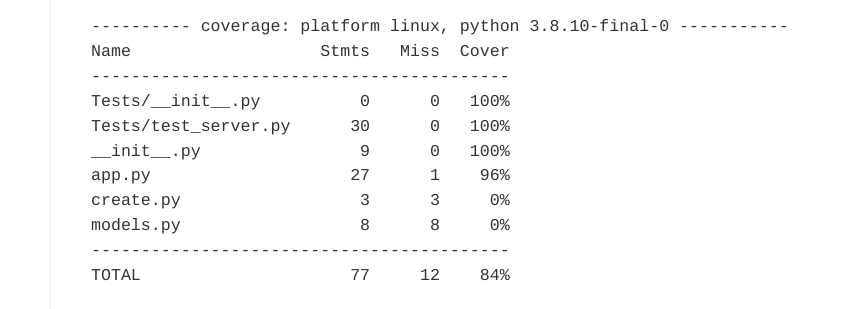 ---------- coverage: platform linux, python 3.8.10-final-0 -----------
Name                   Stmts   Miss  Cover
------------------------------------------
Tests/__init__.py          0      0   100%
Tests/test_server.py      30      0   100%
__init__.py                9      0   100%
app.py                    27      1    96%
create.py                  3      3     0%
models.py                  8      8     0%
------------------------------------------
TOTAL                     77     12    84%